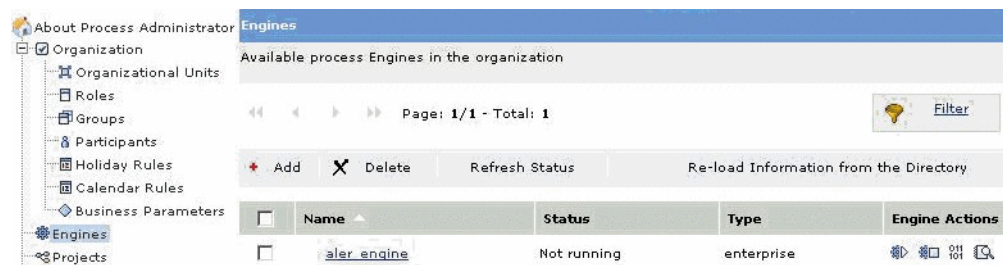 About Process Administrator
Organization
Organizational Units
Roles
Groups
Participants
Holiday Rules
Calendar Rules
Business Parameters
Engines
Projects
Engines
Available process Engines in the organization
Page: 1/1 - Total: 1
Filter
Add Delete Refresh Status Re-load Information from the Directory
Name Status Type Engine Actions
aler_engine Not running enterprise